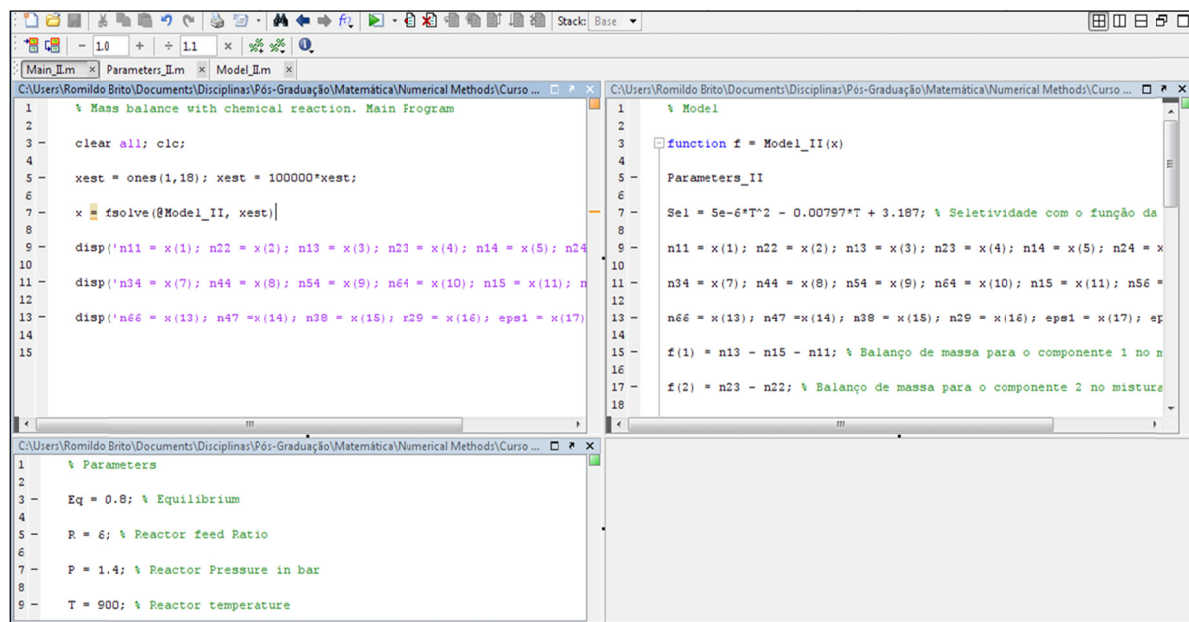 Stack: Base
1.0
1.1
Main_II.m
Parameters_II.m
Model_II.m
C:\Users\Romildo Brito\Documents\Disciplinas\Pós-Graduação\Matemática\Numerical Methods\Curso ...
1 % Mass balance with chemical reaction. Main Program
2
3 - clear all; clc;
4
5 - xest = ones(1,18); xest = 100000*xest;
6
7 - x = fsolve(@Model_II, xest)
8
9 - disp('n11 = x(1); n22 = x(2); n13 = x(3); n23 = x(4); n14 = x(5); n24
10
11 - disp('n34 = x(7); n44 = x(8); n54 = x(9); n64 = x(10); n15 = x(11); n
12
13 - disp('n66 = x(13); n47 =x(14); n38 = x(15); n29 = x(16); eps1 = x(17)
14
15
C:\Users\Romildo Brito\Documents\Disciplinas\Pós-Graduação\Matemática\Numerical Methods\Curso ...
1 % Model
2
3 - function f = Model_II(x)
4
5 - Parameters_II
6
7 - Sel = 5e-6*T^2 - 0.00797*T + 3.187; % Seletividade com o função da
8
9 - n11 = x(1); n22 = x(2); n13 = x(3); n23 = x(4); n14 = x(5); n24 = x
10
11 - n34 = x(7); n44 = x(8); n54 = x(9); n64 = x(10); n15 = x(11); n56 =
12
13 - n66 = x(13); n47 =x(14); n38 = x(15); n29 = x(16); eps1 = x(17); ep
14
15 - f(1) = n13 - n15 - n11; % Balanço de massa para o componente 1 no m
16
17 - f(2) = n23 - n22; % Balanço de massa para o componente 2 no mistura
18
C:\Users\Romildo Brito\Documents\Disciplinas\Pós-Graduação\Matemática\Numerical Methods\Curso ...
1 % Parameters
2
3 - Eq = 0.8; % Equilibrium
4
5 - R = 6; % Reactor feed Ratio
6
7 - P = 1.4; % Reactor Pressure in bar
8
9 - T = 900; % Reactor temperature